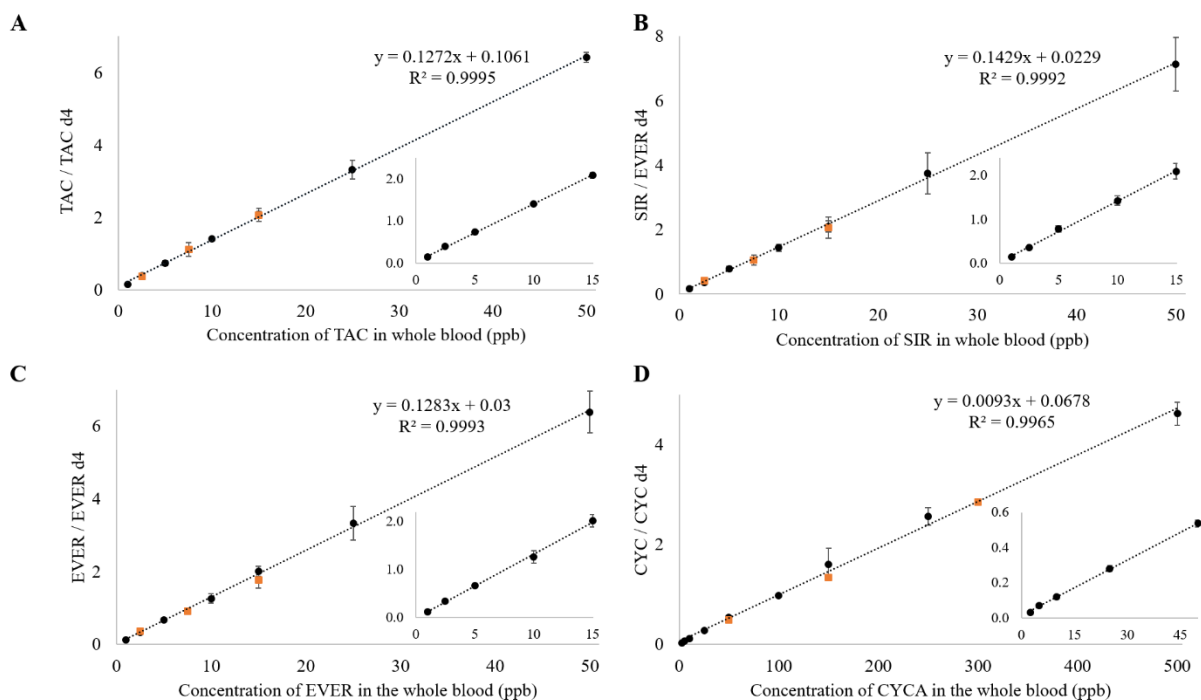 A
y = 0.1272x + 0.1061
R² = 0.9995
TAC / TAC d4
6
4
2
0
0 10 20 30 40 50
2.0
1.0
0.0
0 5 10 15
Concentration of TAC in whole blood (ppb)
B
y = 0.1429x + 0.0229
R² = 0.9992
SIR / EVER d4
8
6
4
2
0
0 10 20 30 40 50
2.0
1.0
0.0
0 5 10 15
Concentration of SIR in whole blood (ppb)
C
y = 0.1283x + 0.03
R² = 0.9993
EVER / EVER d4
6
4
2
0
0 10 20 30 40 50
2.0
1.0
0.0
0 5 10 15
Concentration of EVER in the whole blood (ppb)
D
y = 0.0093x + 0.0678
R² = 0.9965
CYC / CYC d4
4
2
0
0 100 200 300 400 500
0.6
0.4
0.2
0.0
0 15 30 45
Concentration of CYCA in the whole blood (ppb)